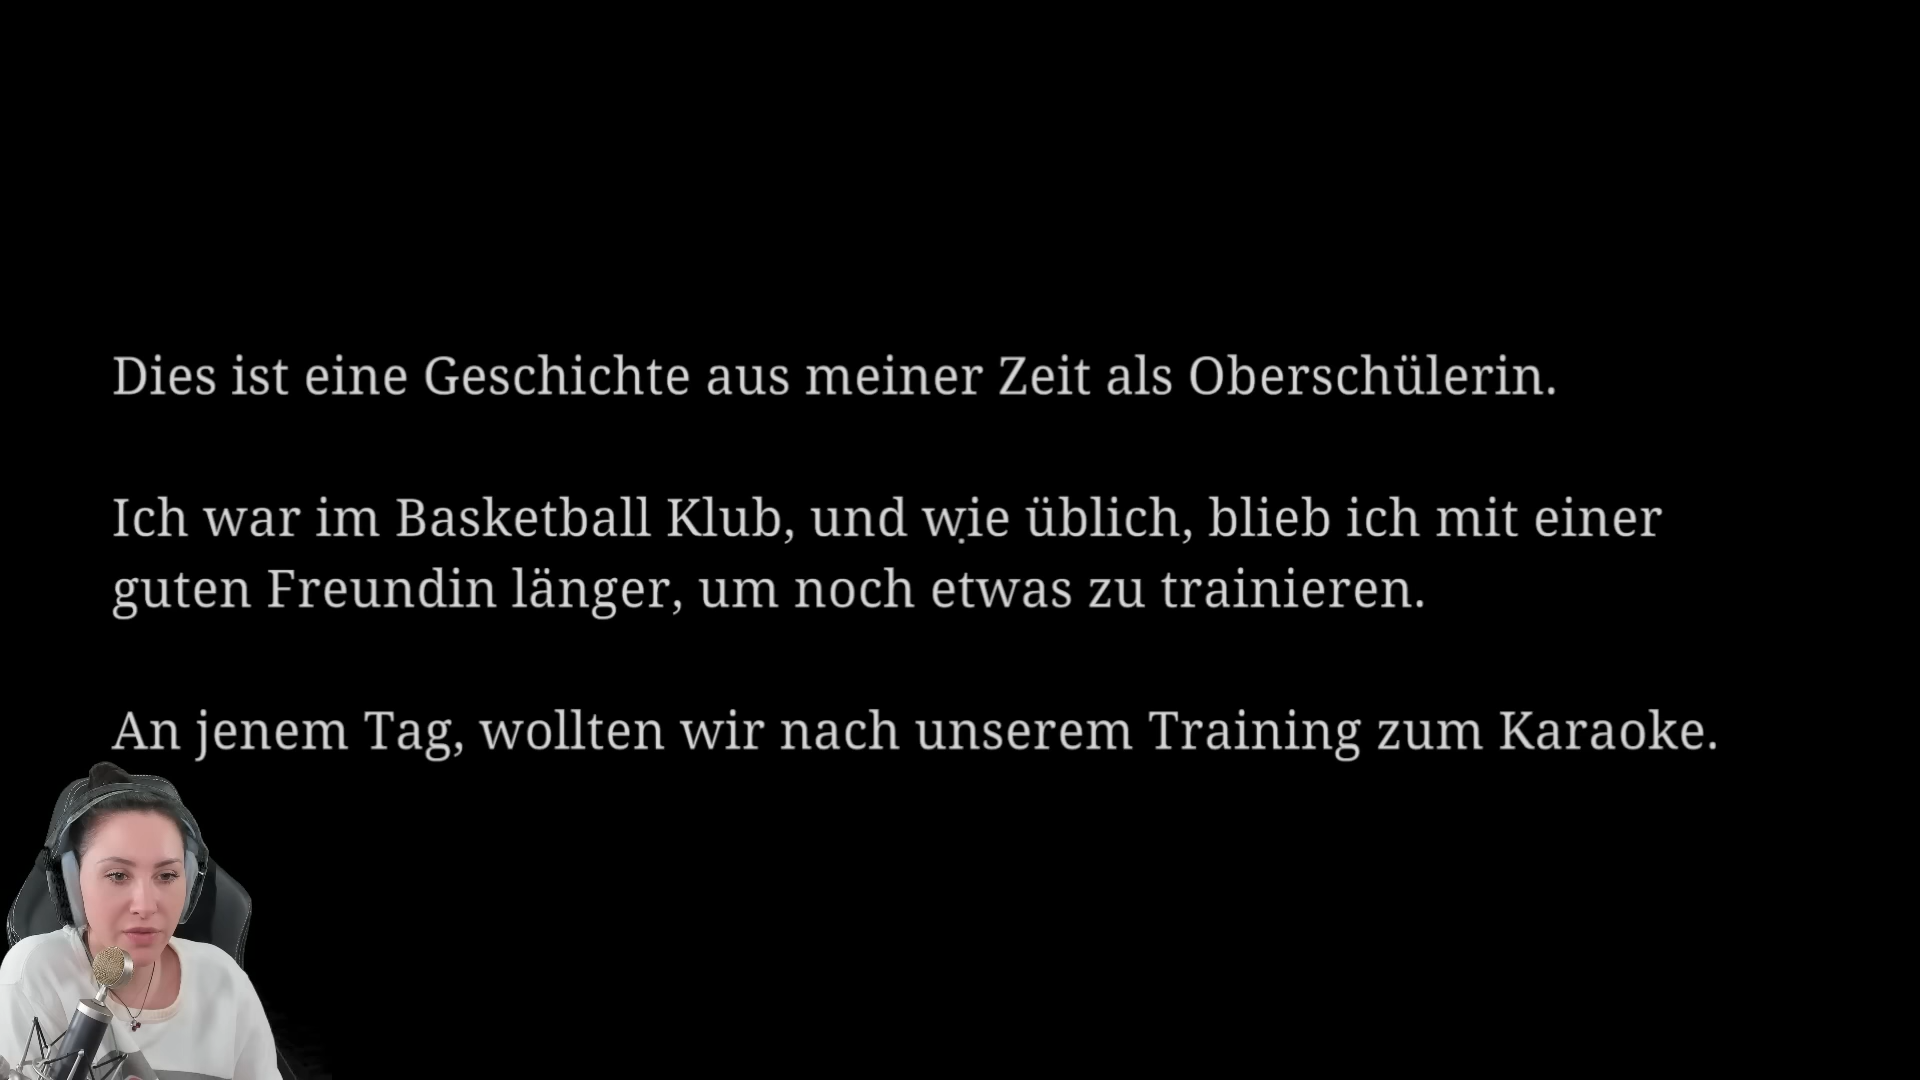 Dies ist eine Geschichte aus meiner Zeit als Oberschülerin.
Ich war im Basketball Klub, und wie üblich, blieb ich mit einer
guten Freundin länger, um noch etwas zu trainieren.
An jenem Tag, wollten wir nach unserem Training zum Karaoke.